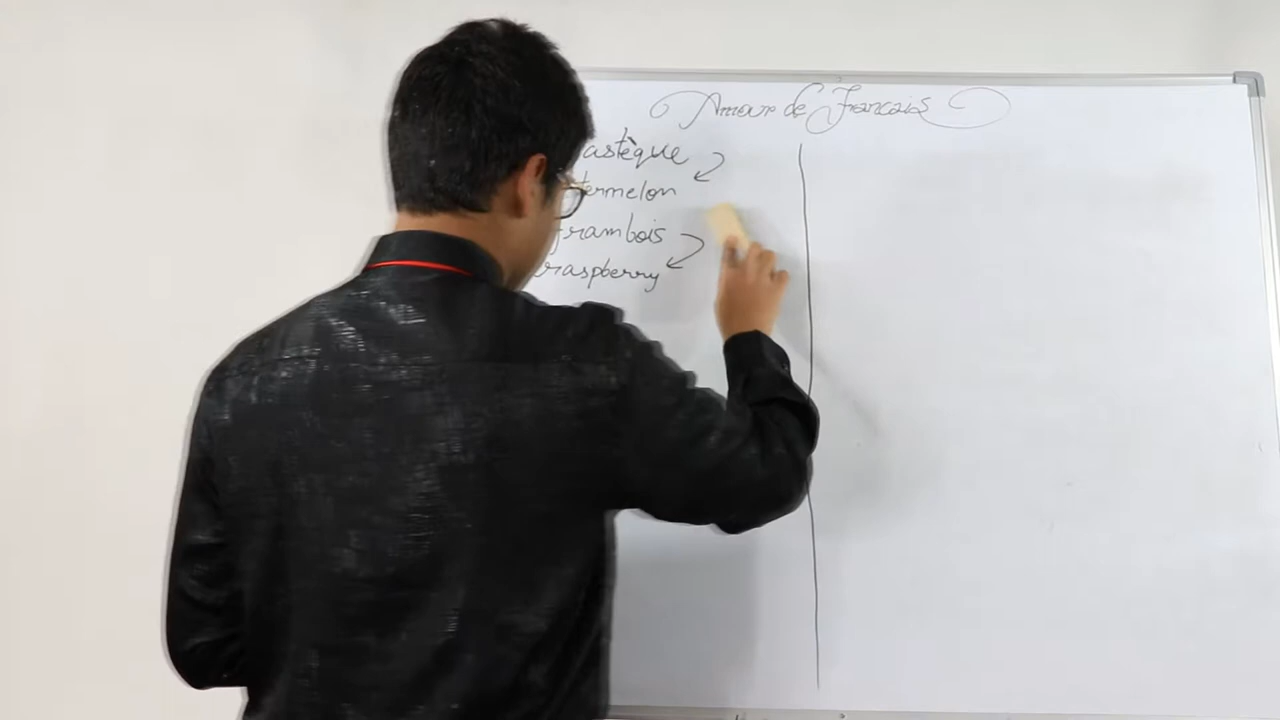 Amour de Francais
astèque
termelon
frambois
raspberry